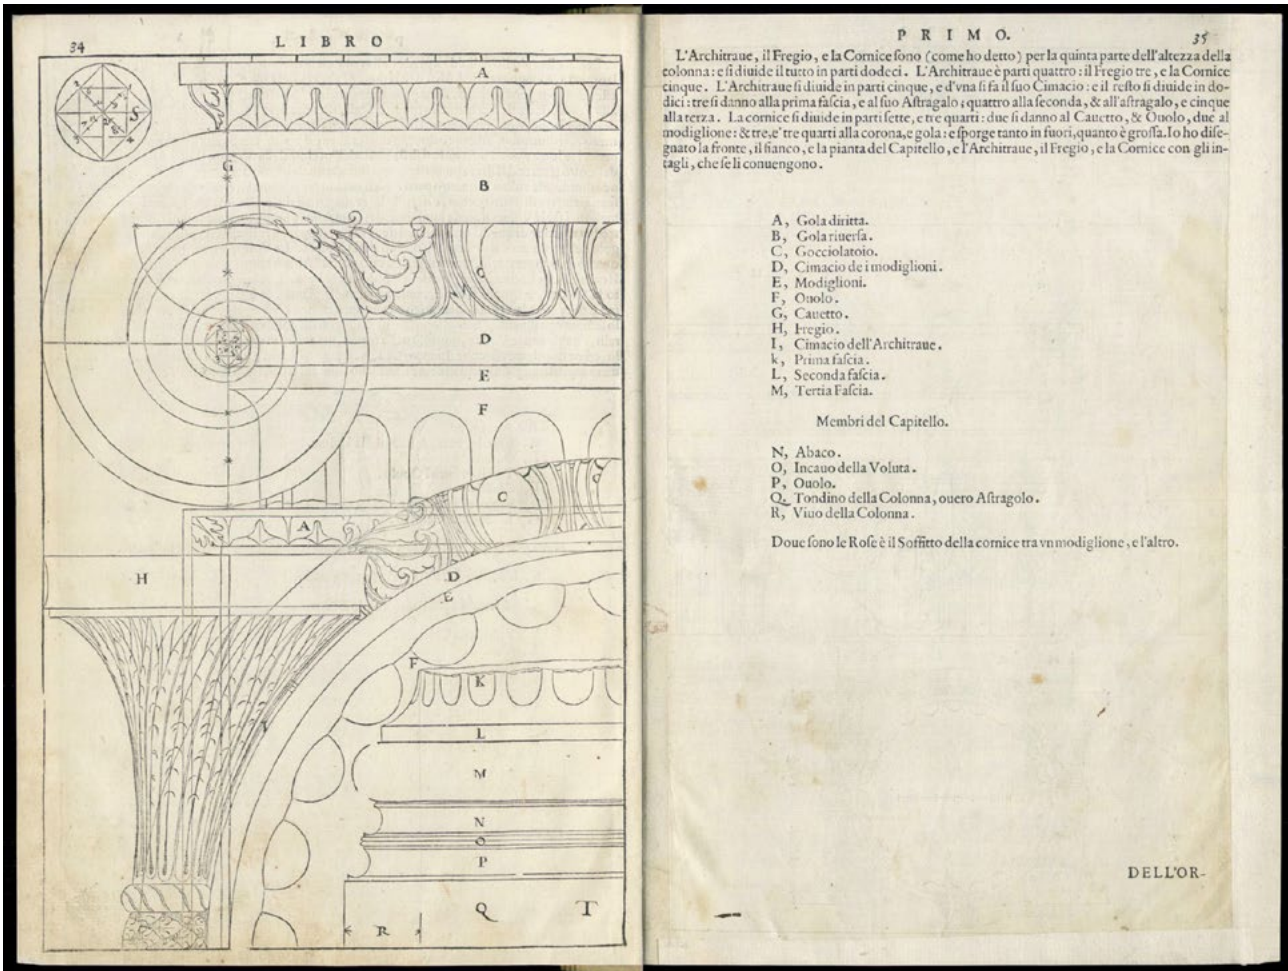 34
LIBRO
S
A
G
B
C
D
E
F
C
A
H
D
E
F
K
L
M
N
O
P
Q
T
R
PRIMO.
35
L'Architraue, il Fregio, e la Cornice ſono (come ho detto) per la quinta parte dell'altezza della
colonna: e ſi diuide il tutto in parti dodeci. L'Architraue è parti quattro: il Fregio tre, e la Cornice
cinque. L'Architraue ſi diuide in parti cinque, e d'vna ſi fa il ſuo Cimacio: e il reſto ſi diuide in do-
dici: tre ſi danno alla prima faſcia, e al ſuo Aſtragalo; quattro alla ſeconda, & all'aſtragalo, e cinque
alla terza. La cornice ſi diuide in parti ſette, e tre quarti: due ſi danno al Cauetto, & Ouolo, due al
modiglione: & tre, e' tre quarti alla corona, e gola: e ſporge tanto in fuori, quanto è groſſa. Io ho diſe-
gnato la fronte, il fianco, e la pianta del Capitello, e l'Architraue, il Fregio, e la Cornice con gli in-
tagli, che ſe li conuengono.
A, Gola diritta.
B, Gola riuerſa.
C, Gocciolatoio.
D, Cimacio de i modiglioni.
E, Modiglioni.
F, Ouolo.
G, Cauetto.
H, Fregio.
I, Cimacio dell'Architraue.
k, Prima faſcia.
L, Seconda faſcia.
M, Tertia Faſcia.
Membri del Capitello.
N, Abaco.
O, Incauo della Voluta.
P, Ouolo.
Q, Tondino della Colonna, ouero Aſtragolo.
R, Viuo della Colonna.
Doue ſono le Roſe è il Soffitto della cornice tra vn modiglione, e l'altro.
DELL'OR-